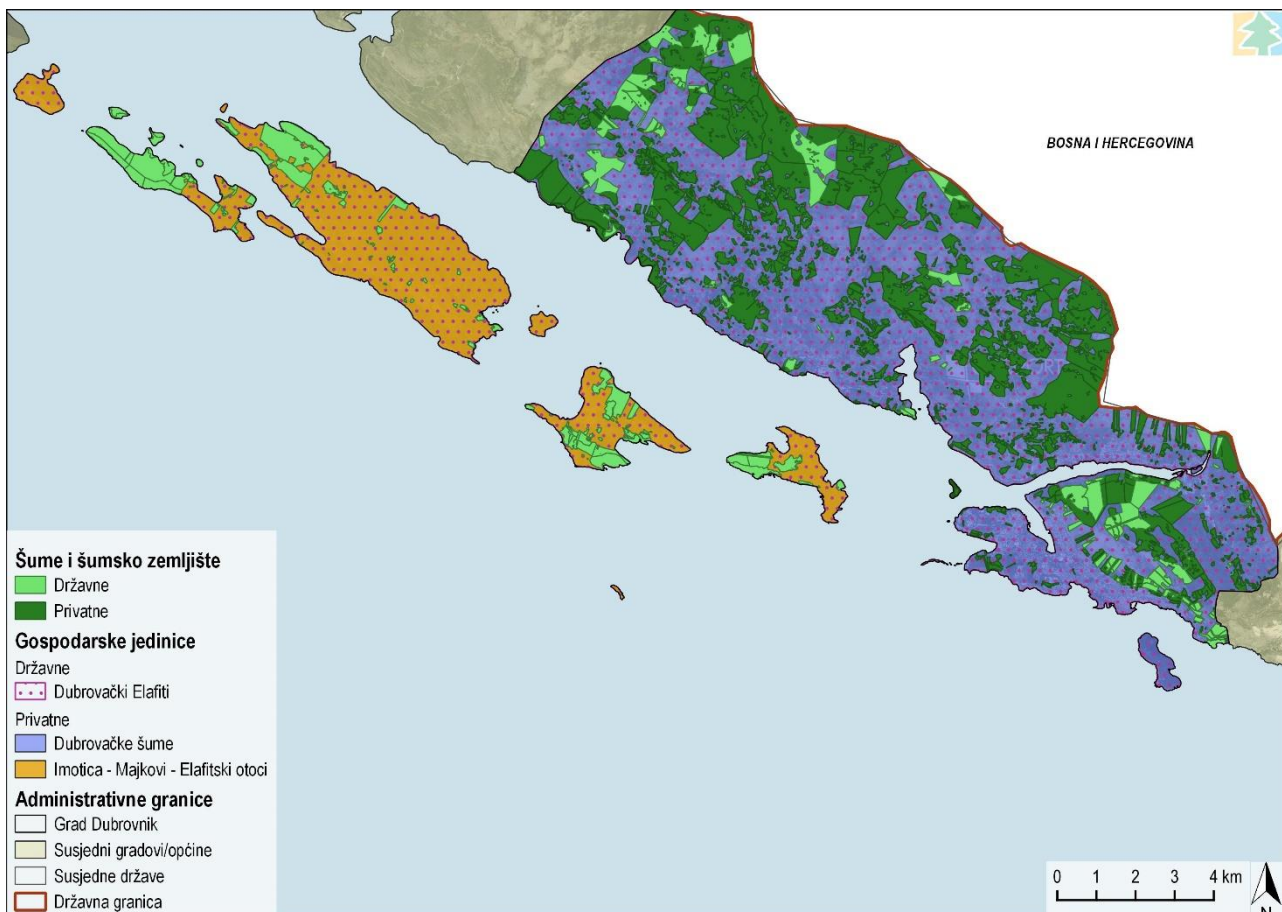 BOSNA I HERCEGOVINA
Šume i šumsko zemljište
Državne
Privatne
Gospodarske jedinice
Državne
Dubrovački Elafiti
Privatne
Dubrovačke šume
Imotica - Majkovi - Elafitski otoci
Administrativne granice
Grad Dubrovnik
Susjedni gradovi/općine
Susjedne države
Državna granica
0 1 2 3 4 km
N